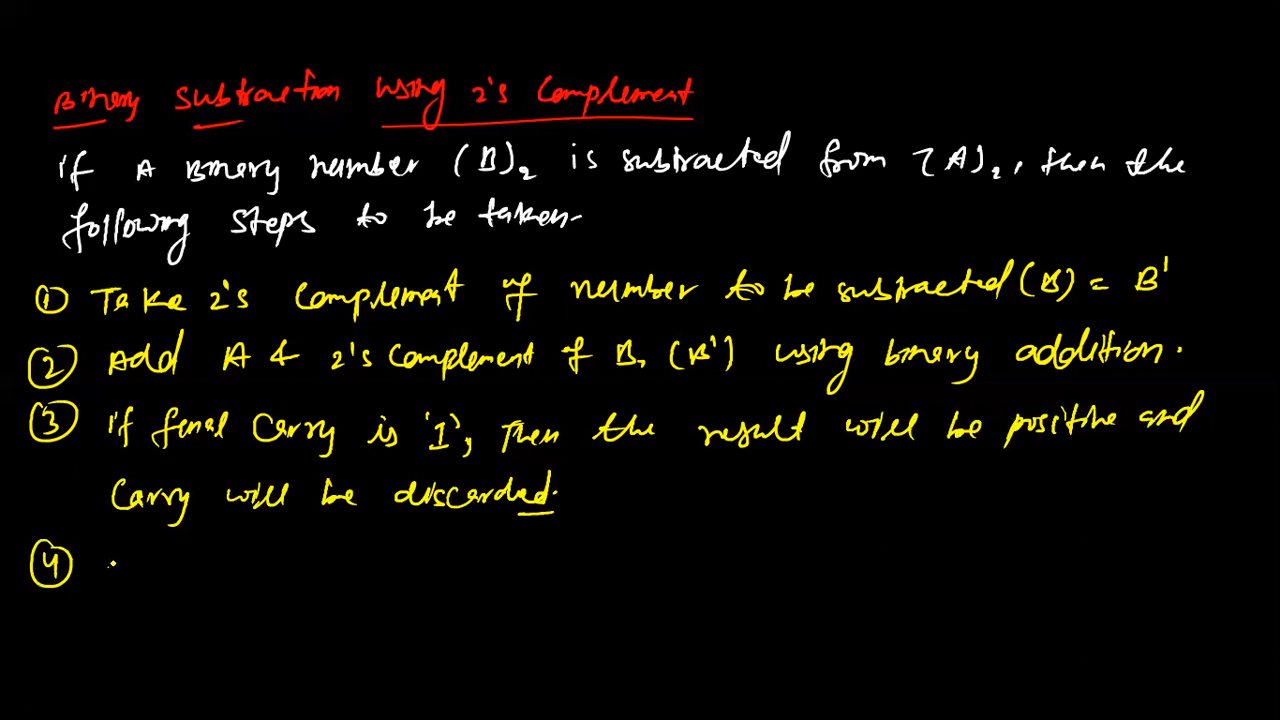 Binary subtraction using 2's complement
if A Binary number (B)₂ is subtracted from (A)₂, then the
following steps to be taken-
① Take 2's complement of number to be subtracted (B) = B'
② Add A & 2's complement of B, (B') using binary addition.
③ if final carry is '1', Then the result will be positive and
carry will be discarded.
④